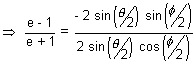 ⇒ (e - 1)/(e + 1) = (- 2 sin(θ/2) sin(ϕ/2))/(2 sin(θ/2) cos(ϕ/2))